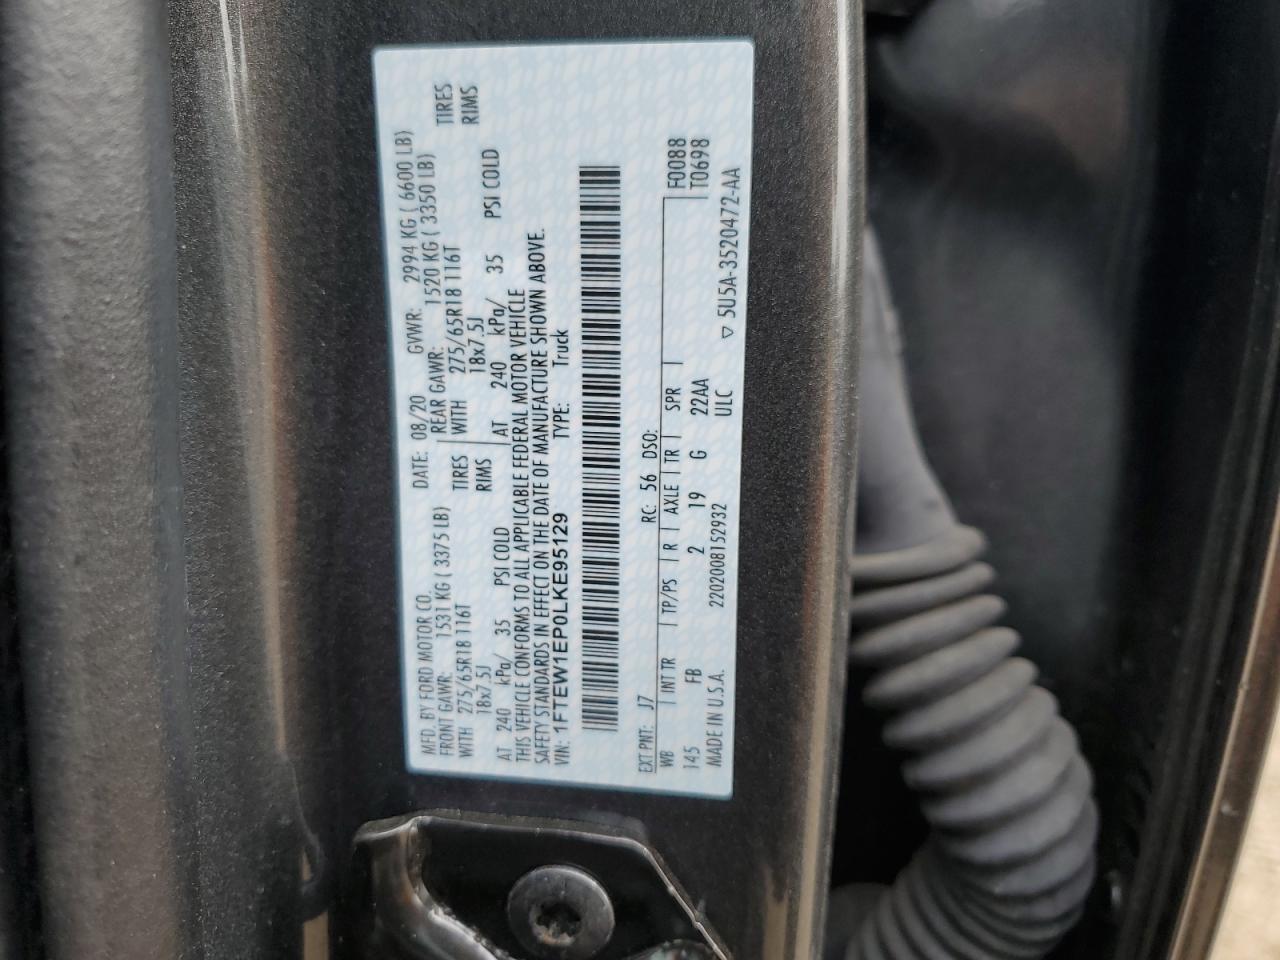 MFD. BY FORD MOTOR CO. DATE: 08/20 GVWR: 2994 KG ( 6600 LB)
FRONT GAWR: 1531 KG ( 3375 LB) REAR GAWR: 1520 KG ( 3350 LB)
WITH 275/65R18 116T TIRES WITH 275/65R18 116T TIRES
18x7.5J RIMS 18x7.5J RIMS
AT 240 kPa/ 35 PSI COLD AT 240 kPa/ 35 PSI COLD
THIS VEHICLE CONFORMS TO ALL APPLICABLE FEDERAL MOTOR VEHICLE
SAFETY STANDARDS IN EFFECT ON THE DATE OF MANUFACTURE SHOWN ABOVE.
VIN: 1FTEW1EP0LKE95129 TYPE: Truck
EXT PNT: J7 RC: 56 DSO:
WB INT TR TP/PS R AXLE TR SPR F0088
145 FB 2 19 G 22AA T0698
MADE IN U.S.A. 2202008152932 ULC ▽ 5U5A-3520472-AA